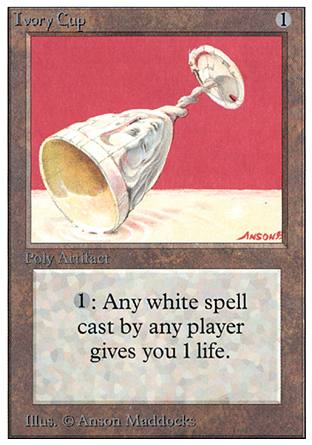 Ivory Cup 1
ANSON M.
Poly Artifact
1: Any white spell
cast by any player
gives you 1 life.
Illus. © Anson Maddocks